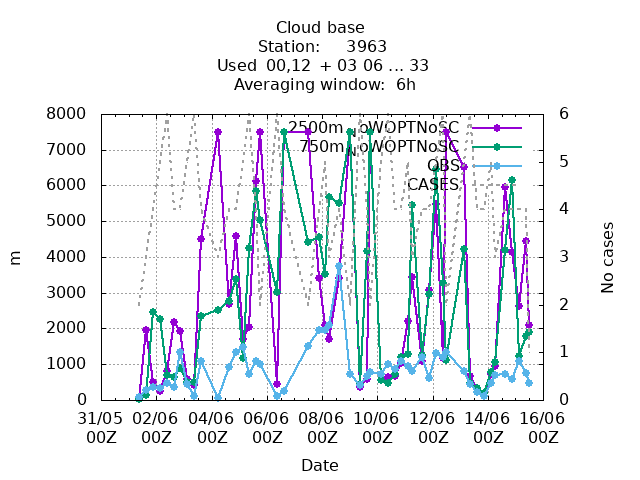 Cloud base
Station: 3963
Used 00,12 + 03 06 ... 33
Averaging window: 6h
8000
7000
6000
5000
4000
3000
2000
1000
0
m
6
5
4
3
2
1
0
No cases
2500m_NoWOPTNoSC
750m_NoWOPTNoSC
OBS
CASES
31/05 02/06 04/06 06/06 08/06 10/06 12/06 14/06 16/06
00Z 00Z 00Z 00Z 00Z 00Z 00Z 00Z 00Z
Date